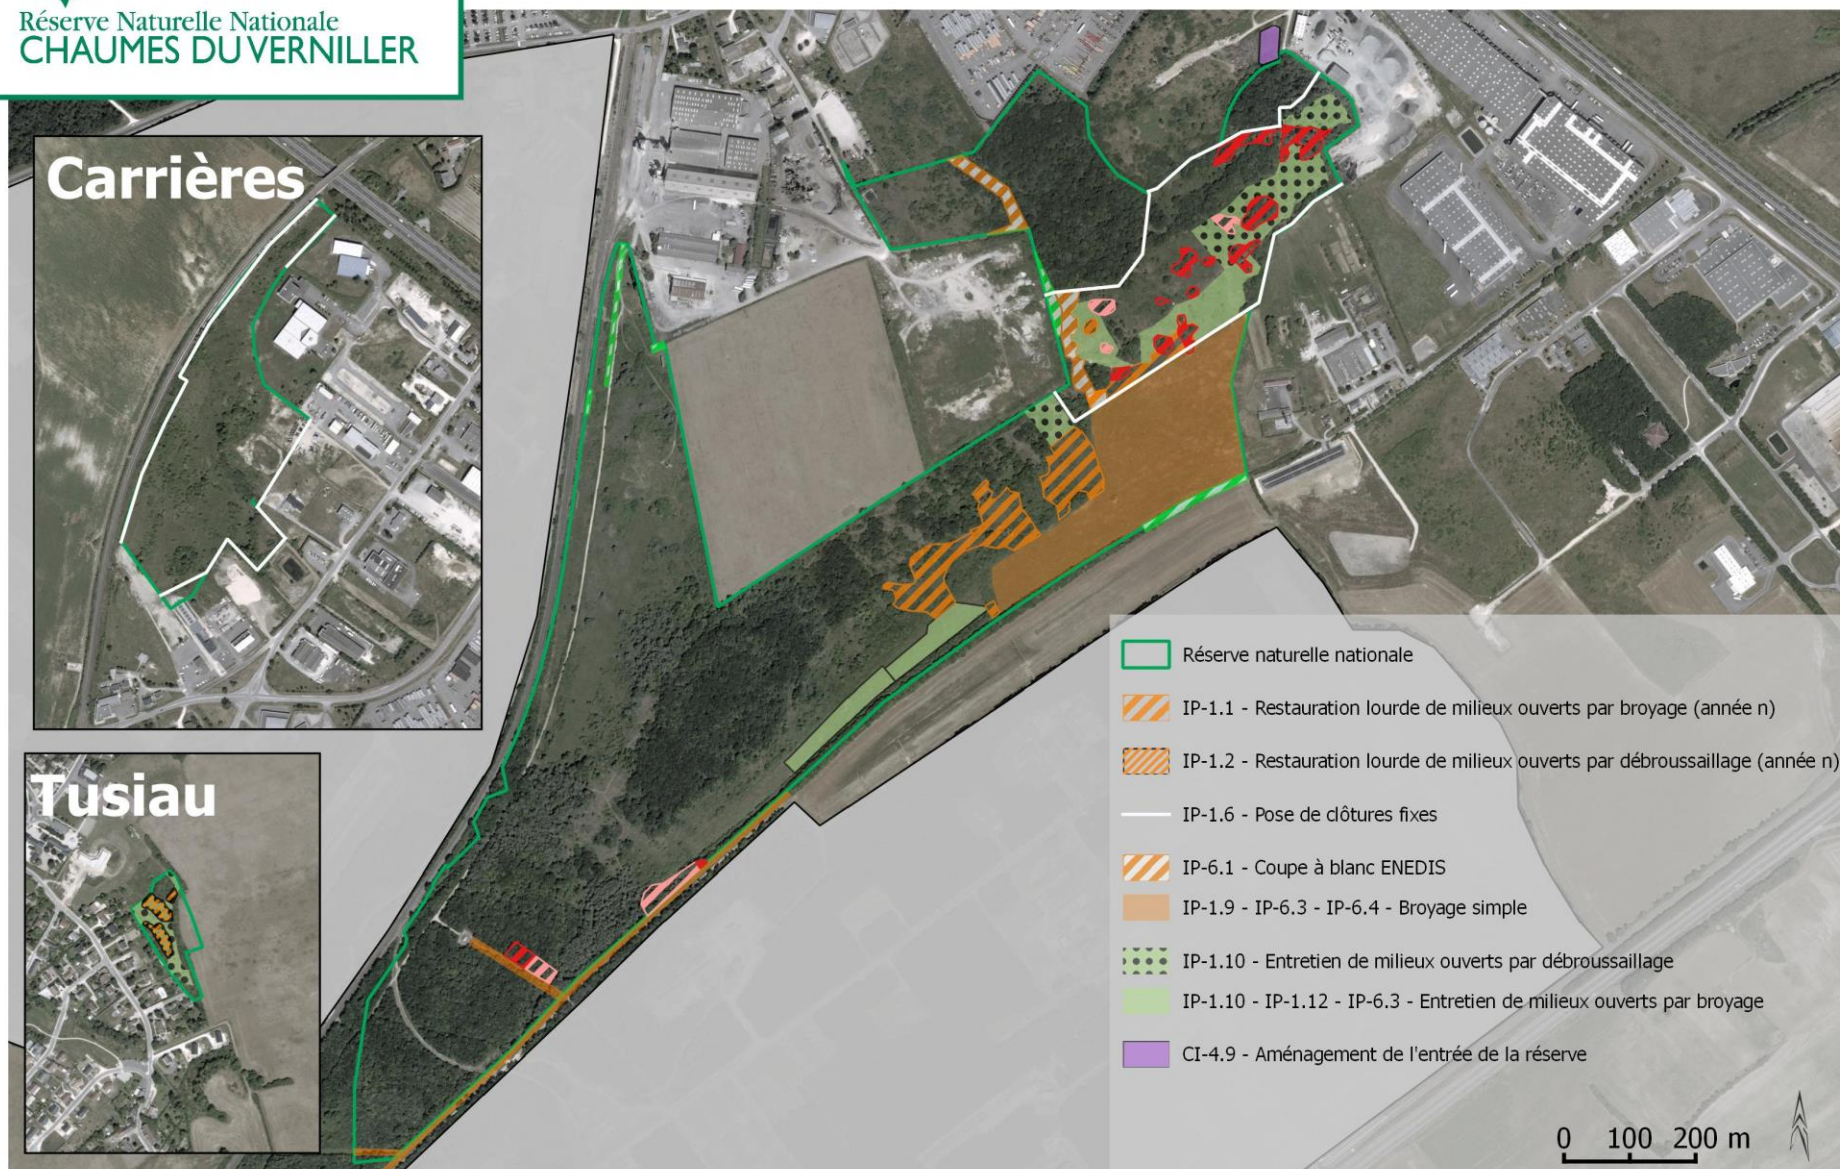 Réserve Naturelle Nationale
CHAUMES DU VERNILLER
Carrières
Tusiau
Réserve naturelle nationale
IP-1.1 - Restauration lourde de milieux ouverts par broyage (année n)
IP-1.2 - Restauration lourde de milieux ouverts par débroussaillage (année n)
IP-1.6 - Pose de clôtures fixes
IP-6.1 - Coupe à blanc ENEDIS
IP-1.9 - IP-6.3 - IP-6.4 - Broyage simple
IP-1.10 - Entretien de milieux ouverts par débroussaillage
IP-1.10 - IP-1.12 - IP-6.3 - Entretien de milieux ouverts par broyage
CI-4.9 - Aménagement de l'entrée de la réserve
0 100 200 m